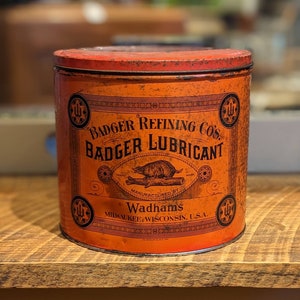 BADGER REFINING CO'S.
BADGER LUBRICANT
Wadhams
MILWAUKEE, WISCONSIN, U.S.A.